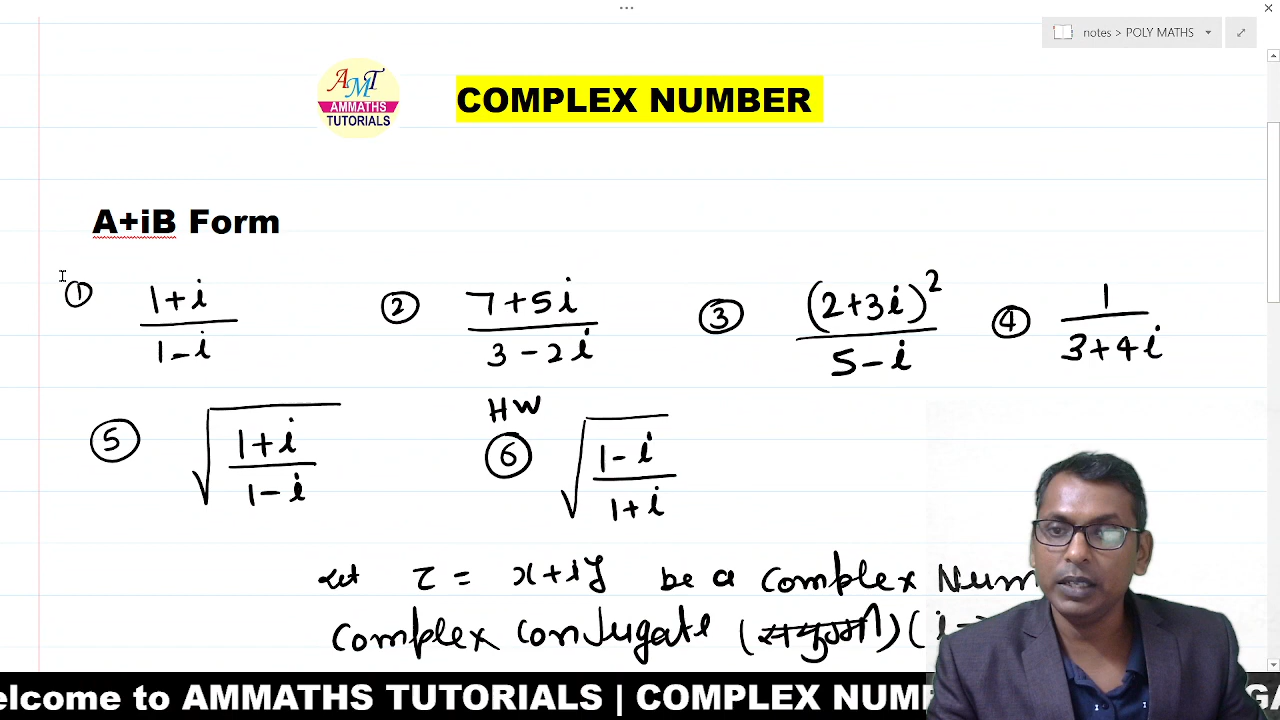 notes > POLY MATHS
AMT
AMMATHS
TUTORIALS
COMPLEX NUMBER
A+iB Form
① (1+i)/(1-i) ② (7+5i)/(3-2i) ③ (2+3i)²/(5-i) ④ 1/(3+4i)
HW
⑤ √((1+i)/(1-i)) ⑥ √((1-i)/(1+i))
Let z = x+iy be a Complex Num
Complex Conjugate
elcome to AMMATHS TUTORIALS | COMPLEX NUMB